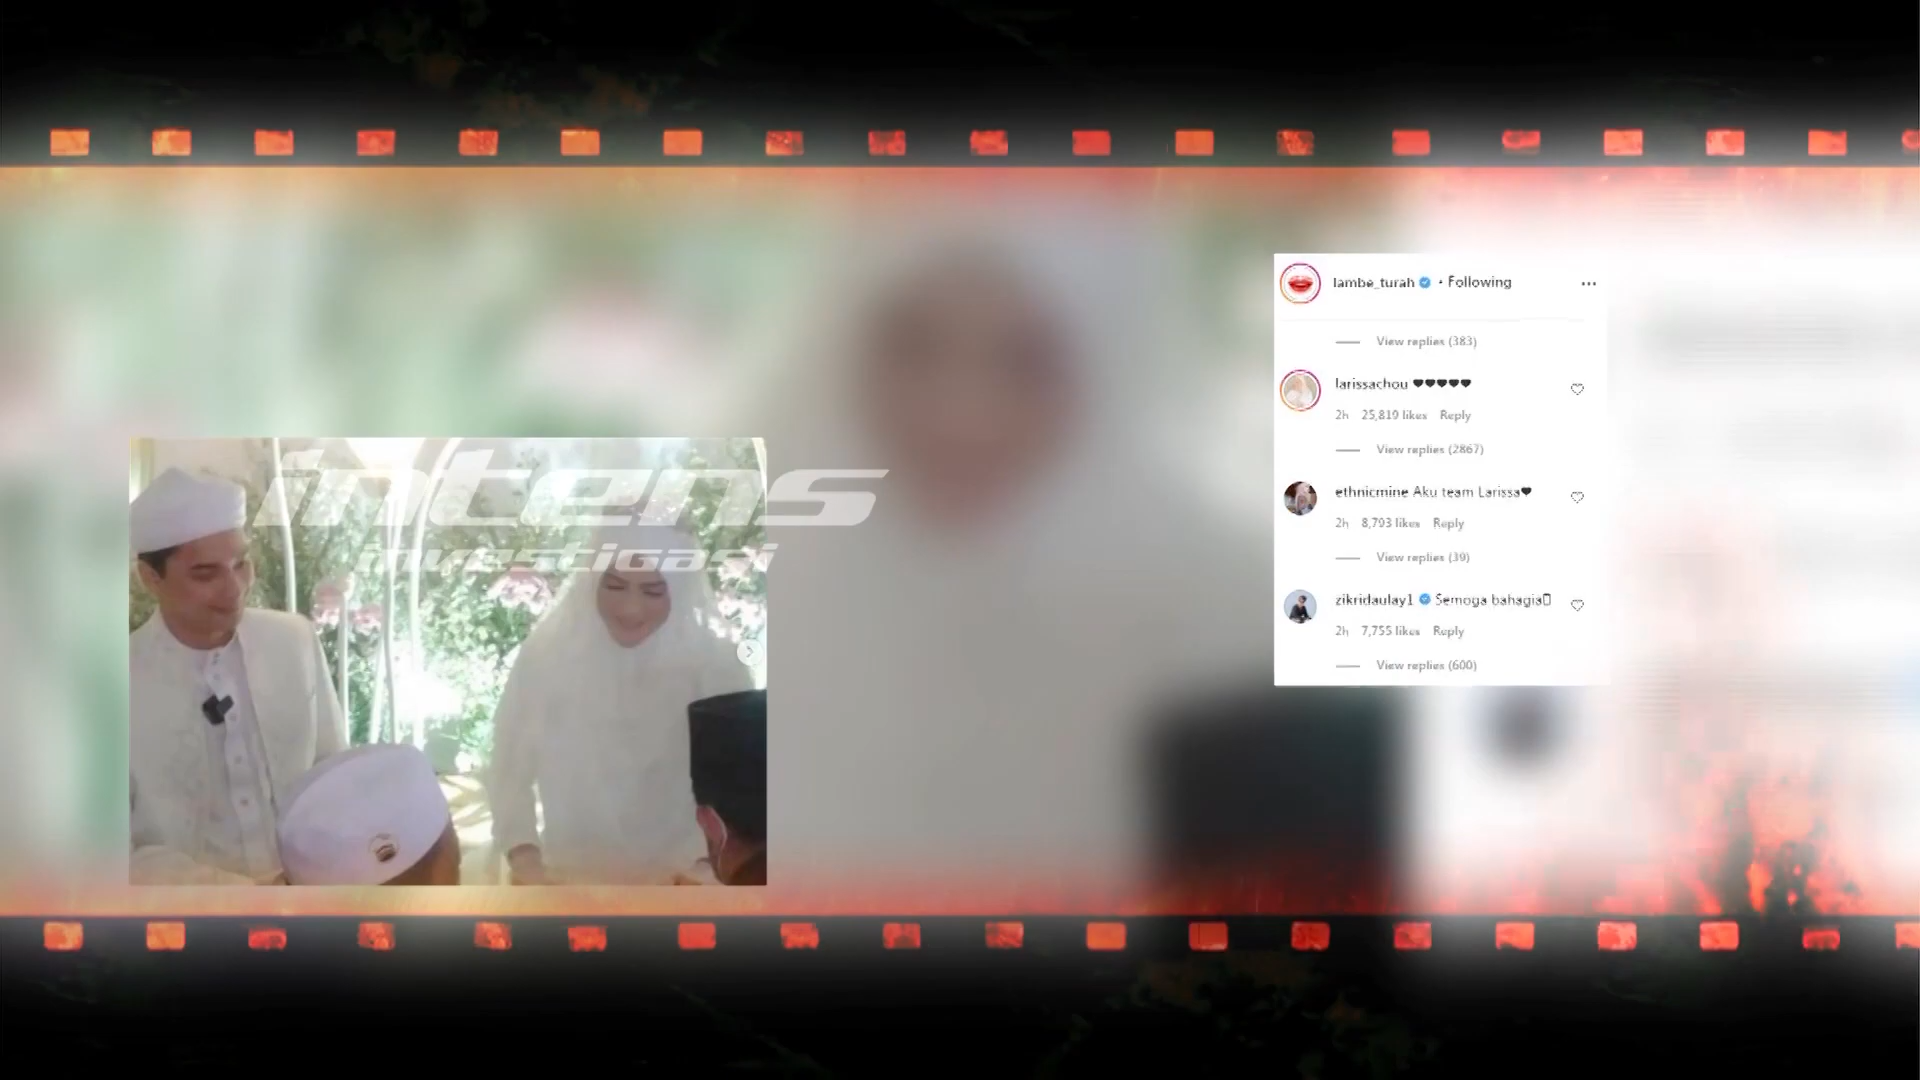 intens
investigasi
lambe_turah • Following
View replies (383)
larissachou ♥♥♥♥♥
2h 25,819 likes Reply
View replies (2867)
ethnicmine Aku team Larissa♥
2h 8,793 likes Reply
View replies (39)
zikridaulay1 Semoga bahagia
2h 7,755 likes Reply
View replies (600)